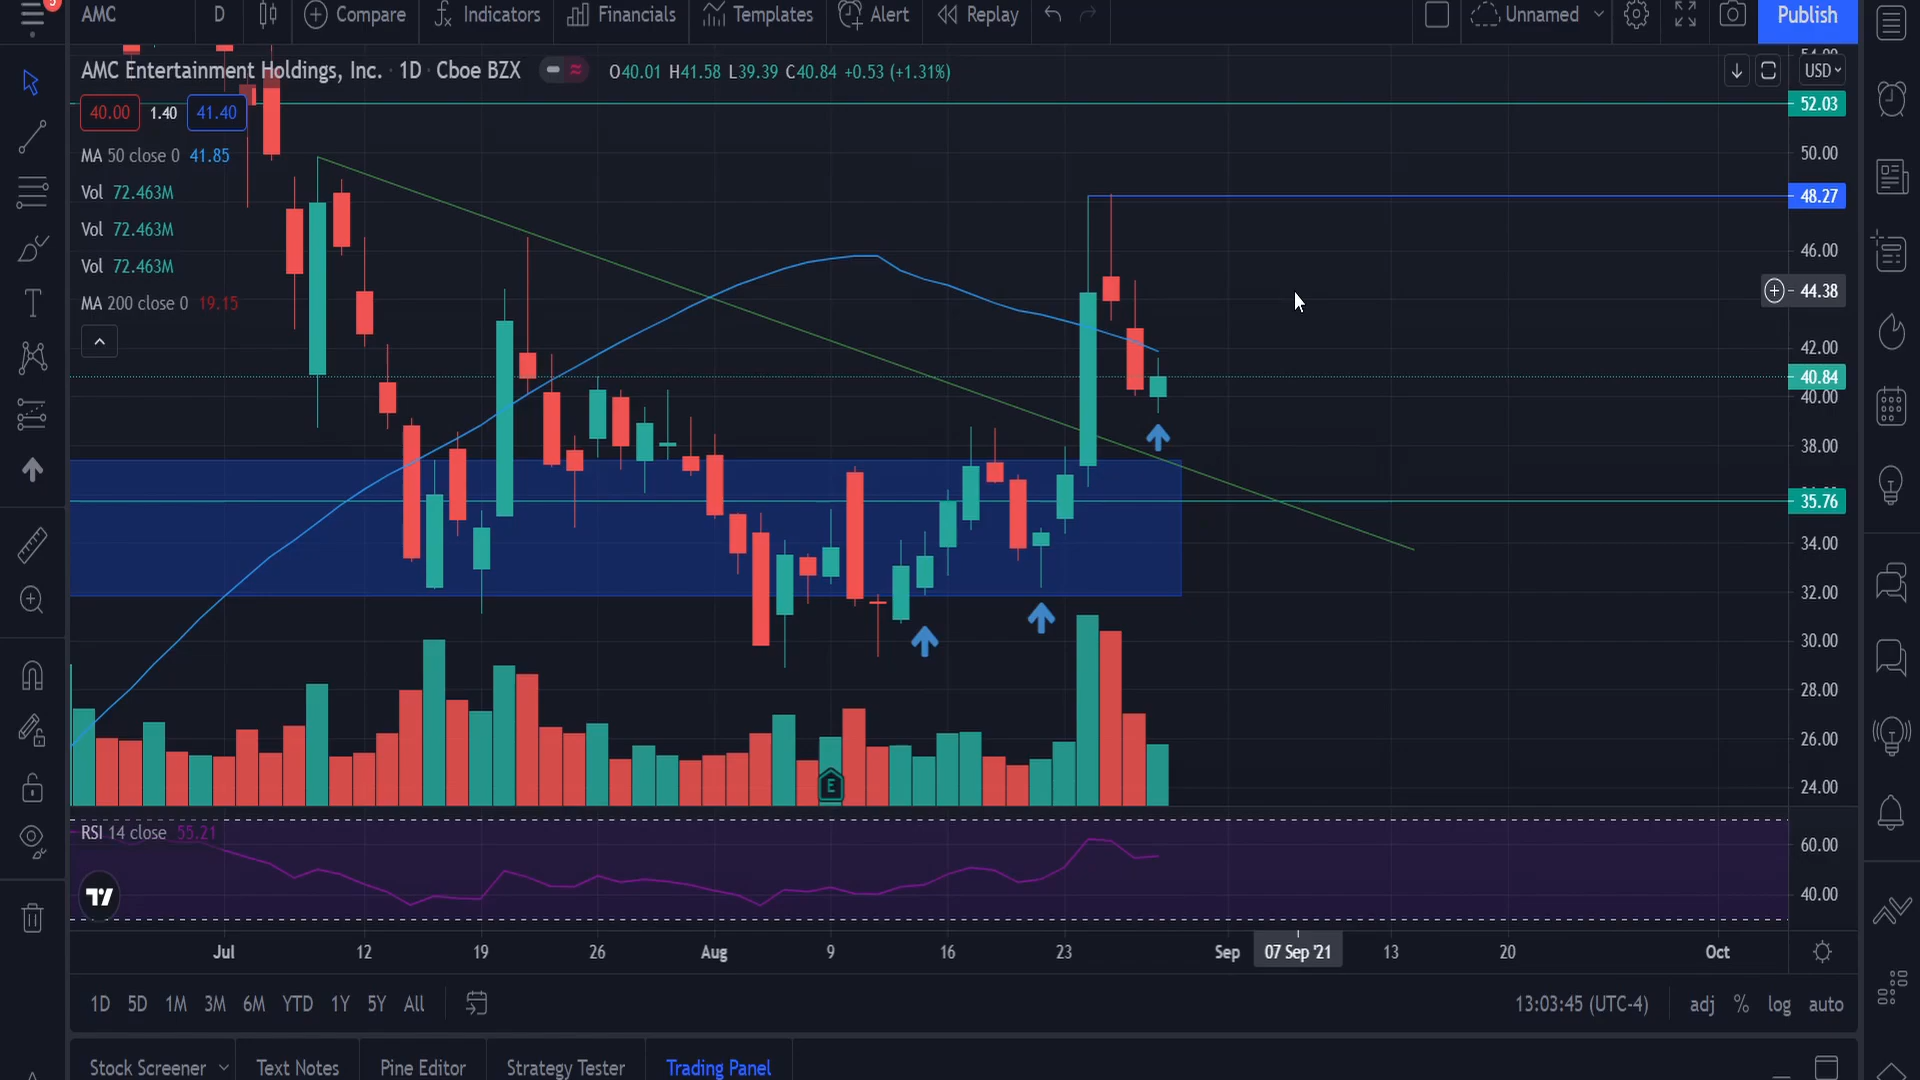 5
AMC D Compare Indicators Financials Templates Alert Replay Unnamed Publish
AMC Entertainment Holdings, Inc. · 1D · Cboe BZX O40.01 H41.58 L39.39 C40.84 +0.53 (+1.31%)
USD
40.00 1.40 41.40
MA 50 close 0 41.85
Vol 72.463M
Vol 72.463M
Vol 72.463M
MA 200 close 0 19.15
54.00
52.03
50.00
48.27
46.00
44.38
42.00
40.84
40.00
38.00
35.76
34.00
32.00
30.00
28.00
26.00
24.00
E
RSI 14 close 55.21
60.00
40.00
Jul 12 19 26 Aug 9 16 23 Sep 07 Sep '21 13 20 Oct
1D 5D 1M 3M 6M YTD 1Y 5Y All 13:03:45 (UTC-4) adj % log auto
Stock Screener Text Notes Pine Editor Strategy Tester Trading Panel